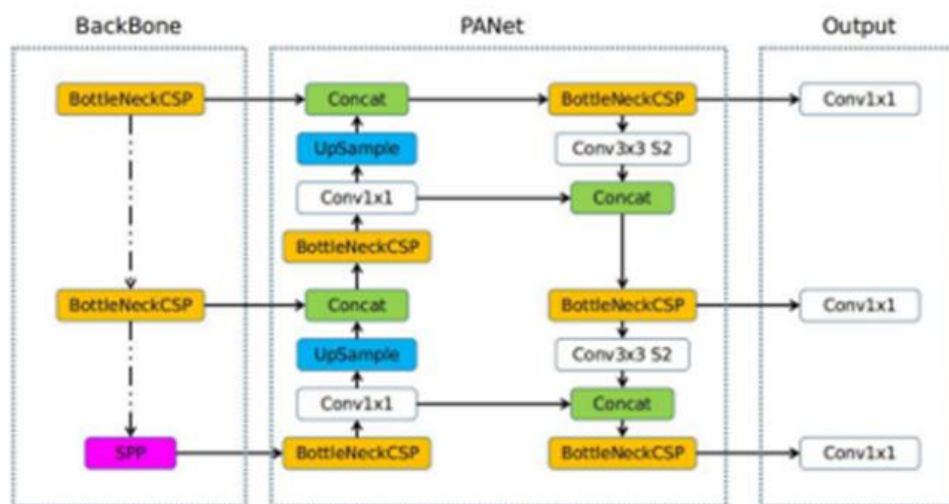 BackBone
PANet
Output
BottleNeckCSP
Concat
BottleNeckCSP
Conv1x1
UpSample
Conv3x3 S2
Conv1x1
Concat
BottleNeckCSP
BottleNeckCSP
Concat
BottleNeckCSP
Conv1x1
UpSample
Conv3x3 S2
Conv1x1
Concat
SPP
BottleNeckCSP
BottleNeckCSP
Conv1x1